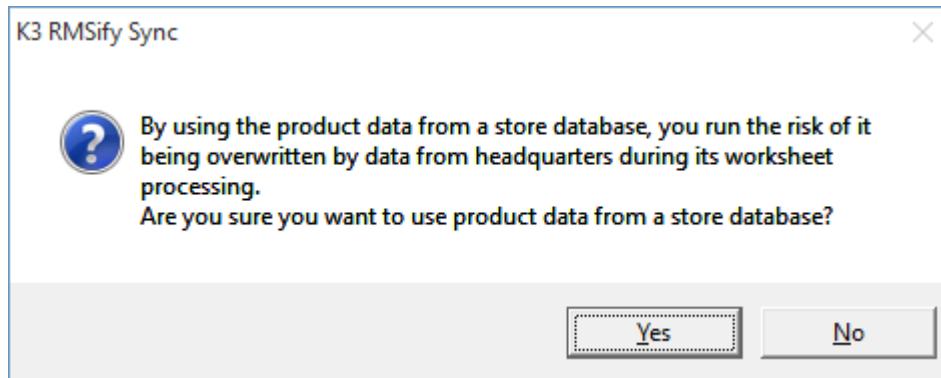 K3 RMSify Sync
By using the product data from a store database, you run the risk of it
being overwritten by data from headquarters during its worksheet
processing.
Are you sure you want to use product data from a store database?
Yes
No